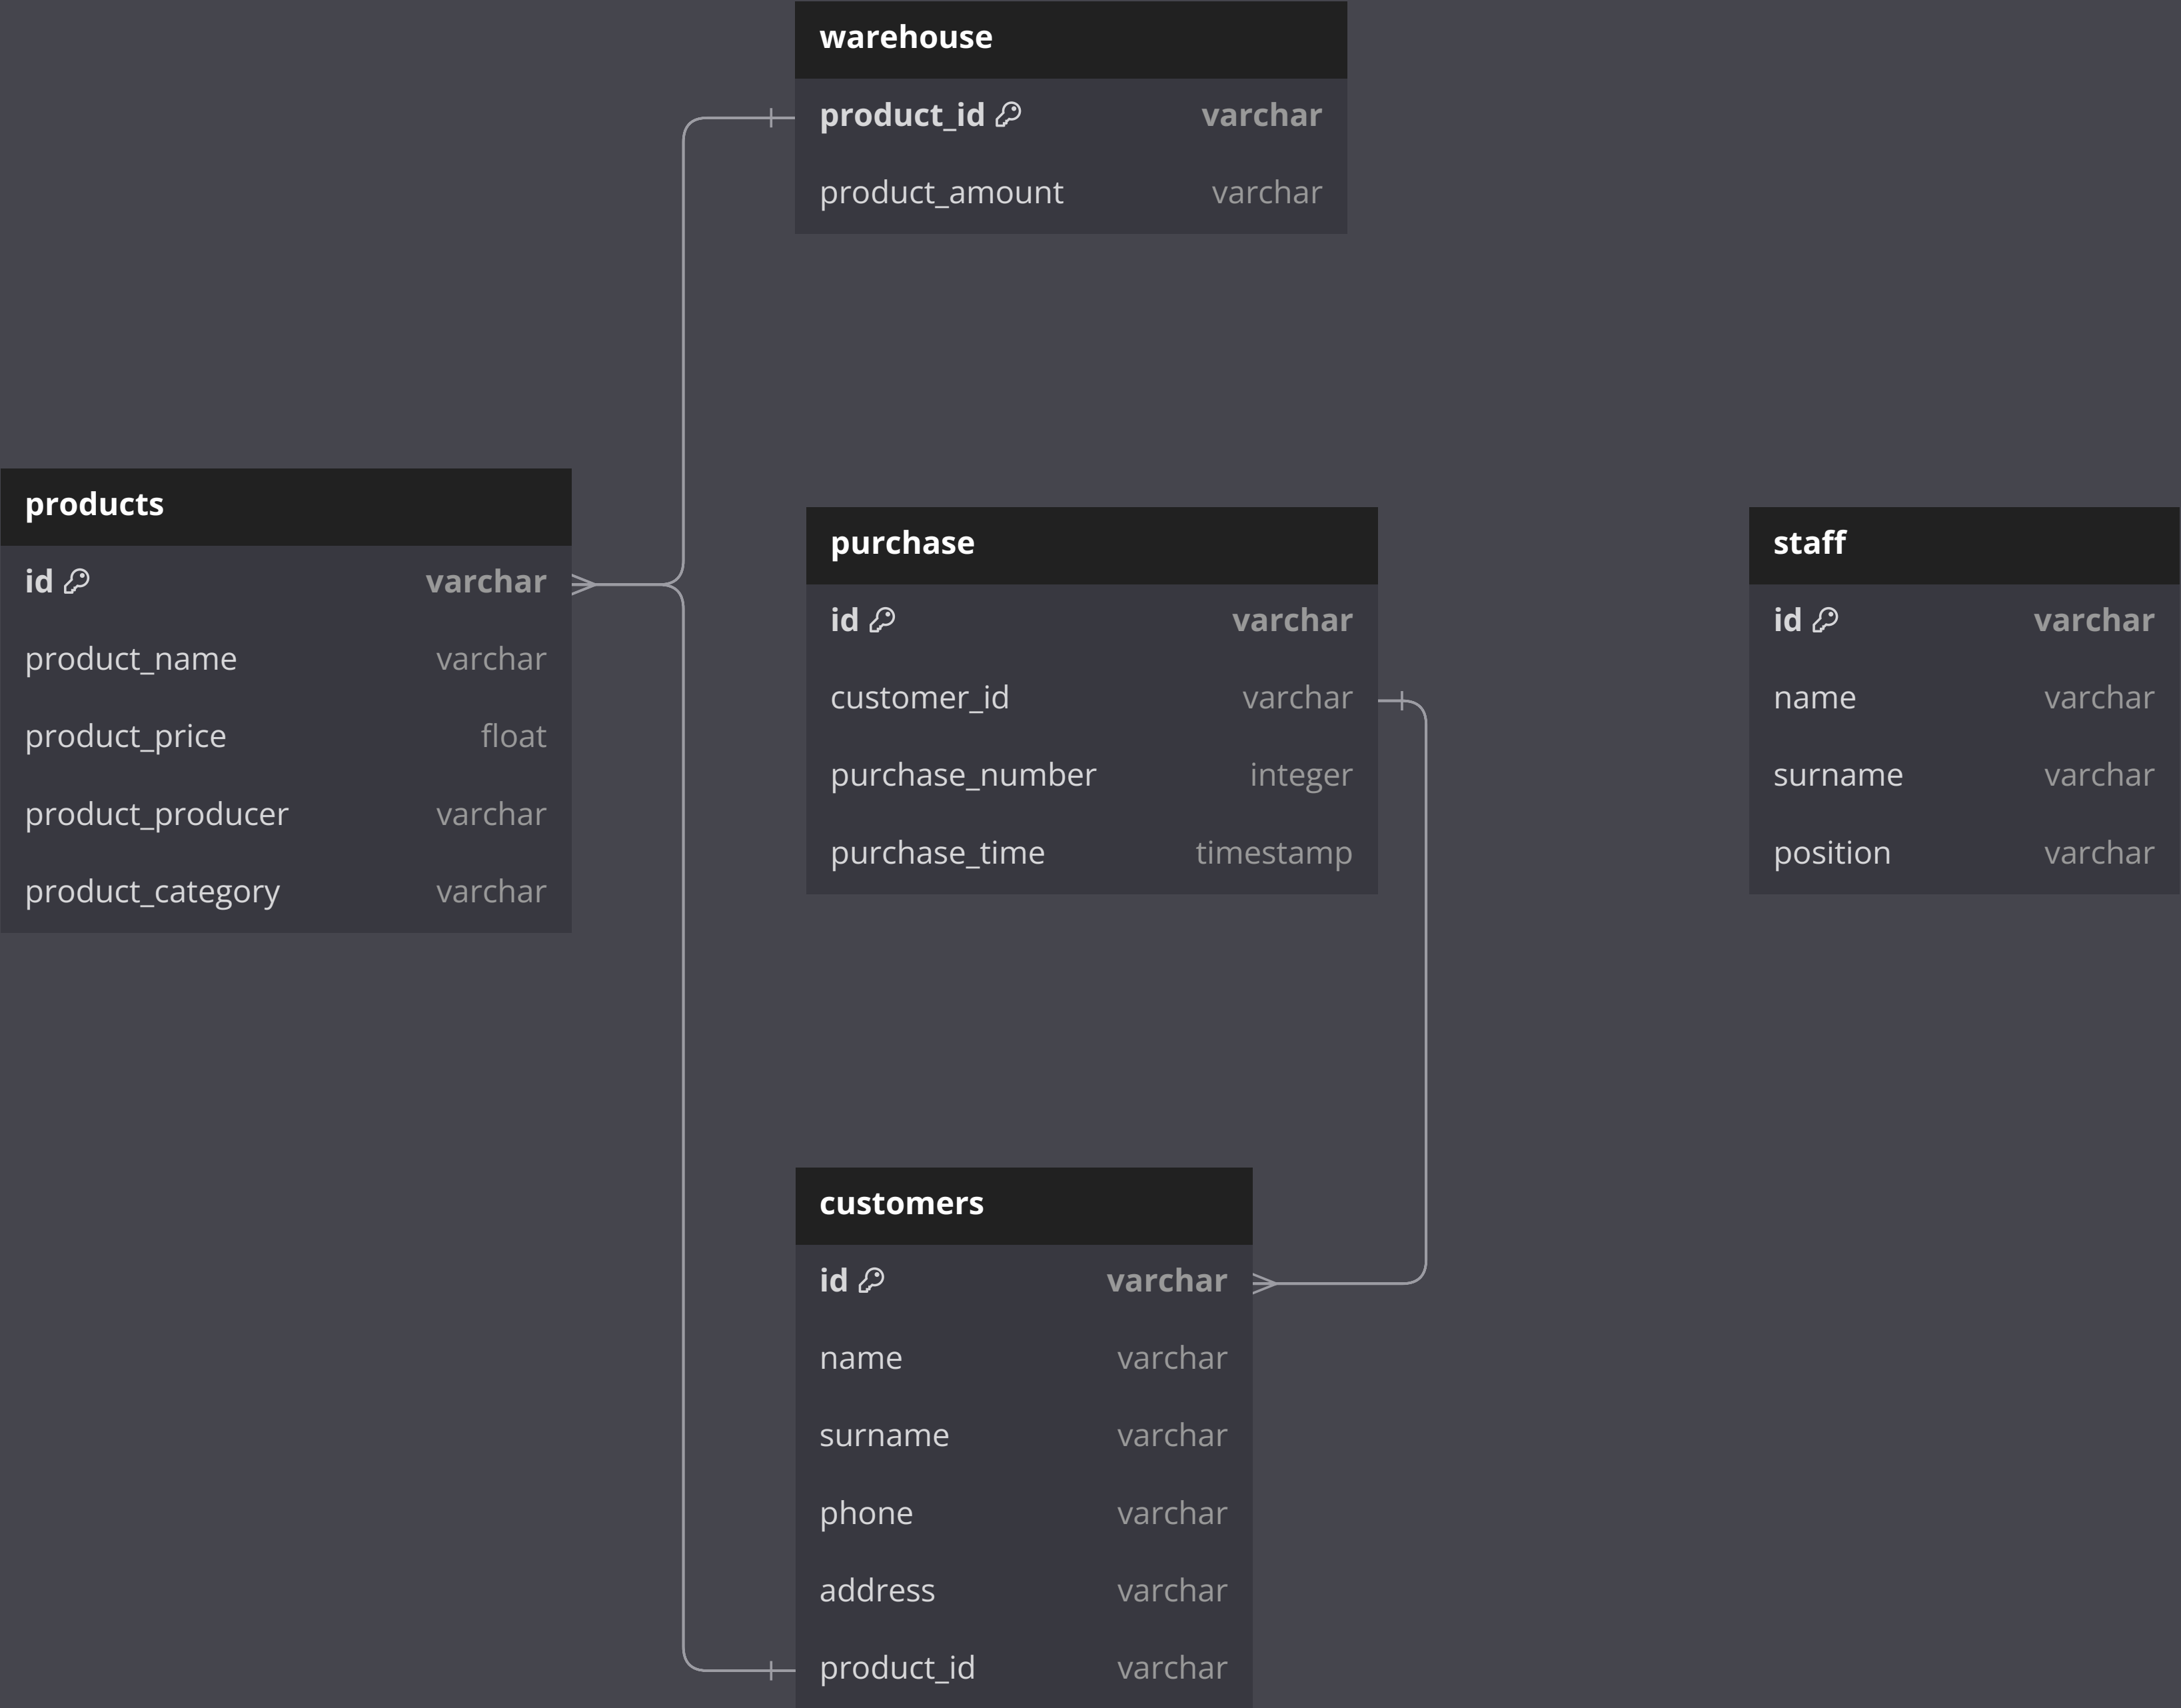 warehouse
product_id varchar
product_amount varchar
products
id varchar
product_name varchar
product_price float
product_producer varchar
product_category varchar
purchase
id varchar
customer_id varchar
purchase_number integer
purchase_time timestamp
staff
id varchar
name varchar
surname varchar
position varchar
customers
id varchar
name varchar
surname varchar
phone varchar
address varchar
product_id varchar